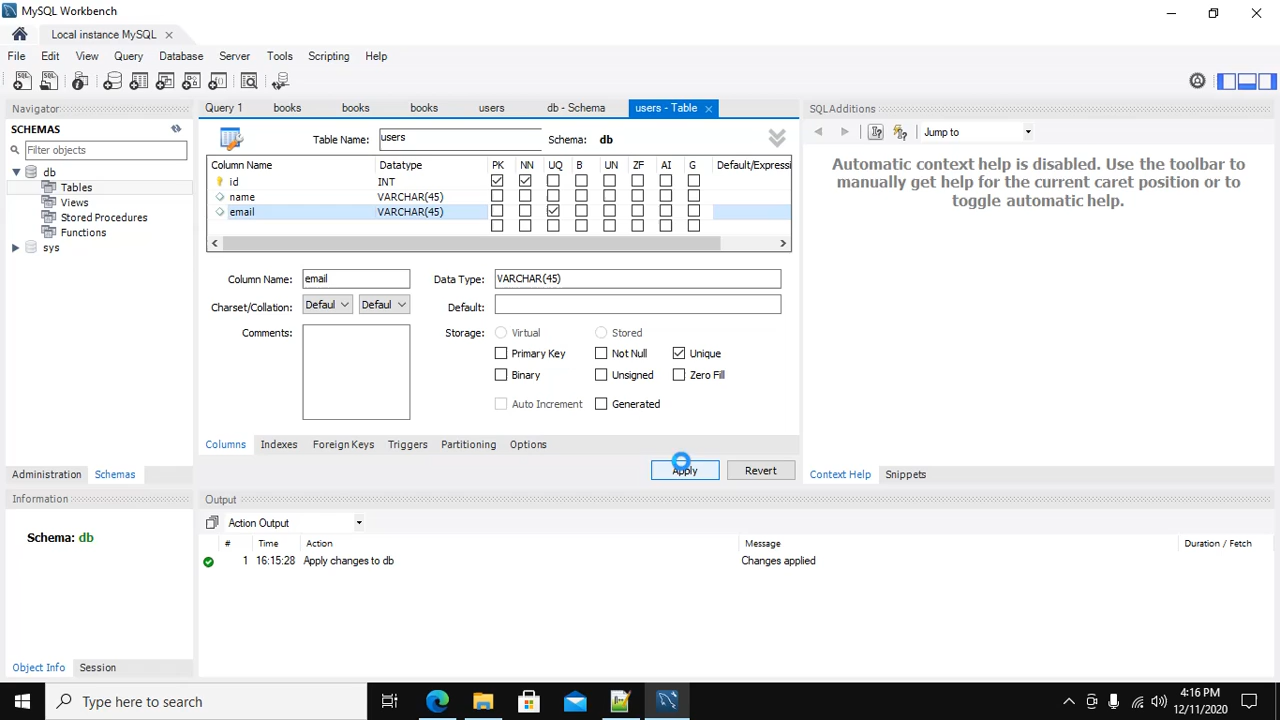 MySQL Workbench
Local instance MySQL
File Edit View Query Database Server Tools Scripting Help
Navigator
SCHEMAS
Filter objects
db
Tables
Views
Stored Procedures
Functions
sys
Administration Schemas
Query 1 books books books users db - Schema users - Table
Table Name: users Schema: db
Column Name Datatype PK NN UQ B UN ZF AI G Default/Expressi
id INT
name VARCHAR(45)
email VARCHAR(45)
Column Name: email Data Type: VARCHAR(45)
Charset/Collation: Defaul Defaul Default:
Comments: Storage: Virtual Stored
Primary Key Not Null Unique
Binary Unsigned Zero Fill
Auto Increment Generated
Columns Indexes Foreign Keys Triggers Partitioning Options
Apply Revert
SQLAdditions
Jump to
Automatic context help is disabled. Use the toolbar to
manually get help for the current caret position or to
toggle automatic help.
Context Help Snippets
Information
Schema: db
Object Info Session
Output
Action Output
# Time Action Message Duration / Fetch
1 16:15:28 Apply changes to db Changes applied
Type here to search
4:16 PM
12/11/2020